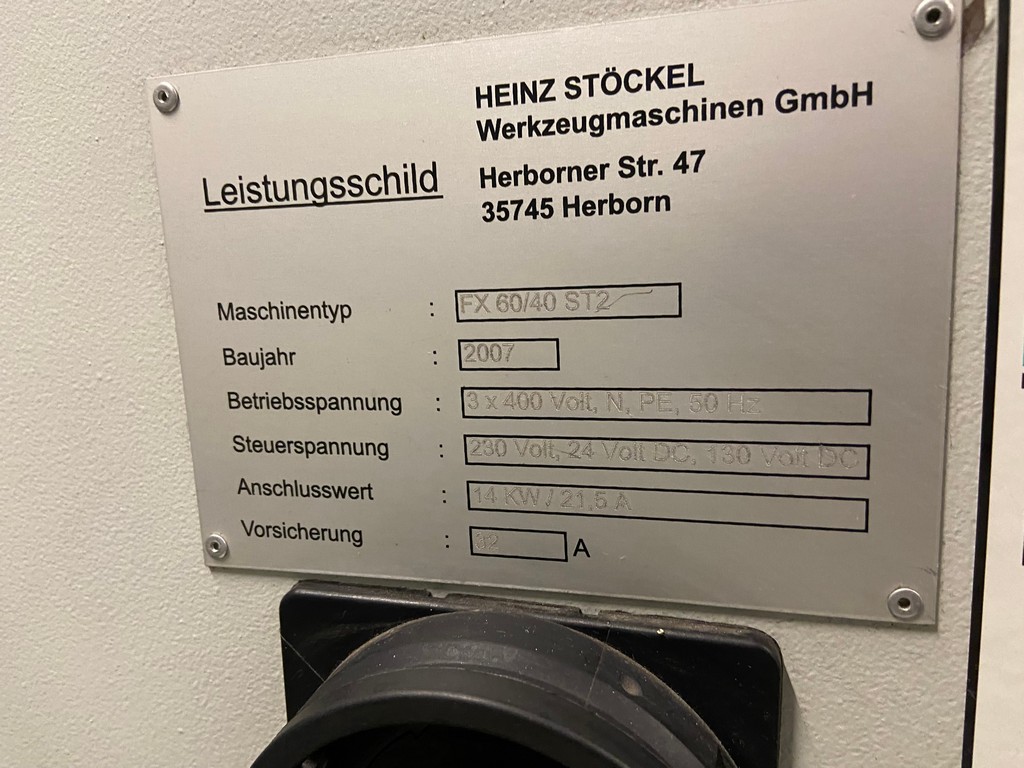 HEINZ STÖCKEL
Werkzeugmaschinen GmbH
Leistungsschild
Herborner Str. 47
35745 Herborn
Maschinentyp : FX 60/40 ST2
Baujahr : 2007
Betriebsspannung : 3 x 400 Volt, N, PE, 50 Hz
Steuerspannung : 230 Volt, 24 Volt DC, 130 Volt DC
Anschlusswert : 14 KW / 21,5 A
Vorsicherung : 32 A